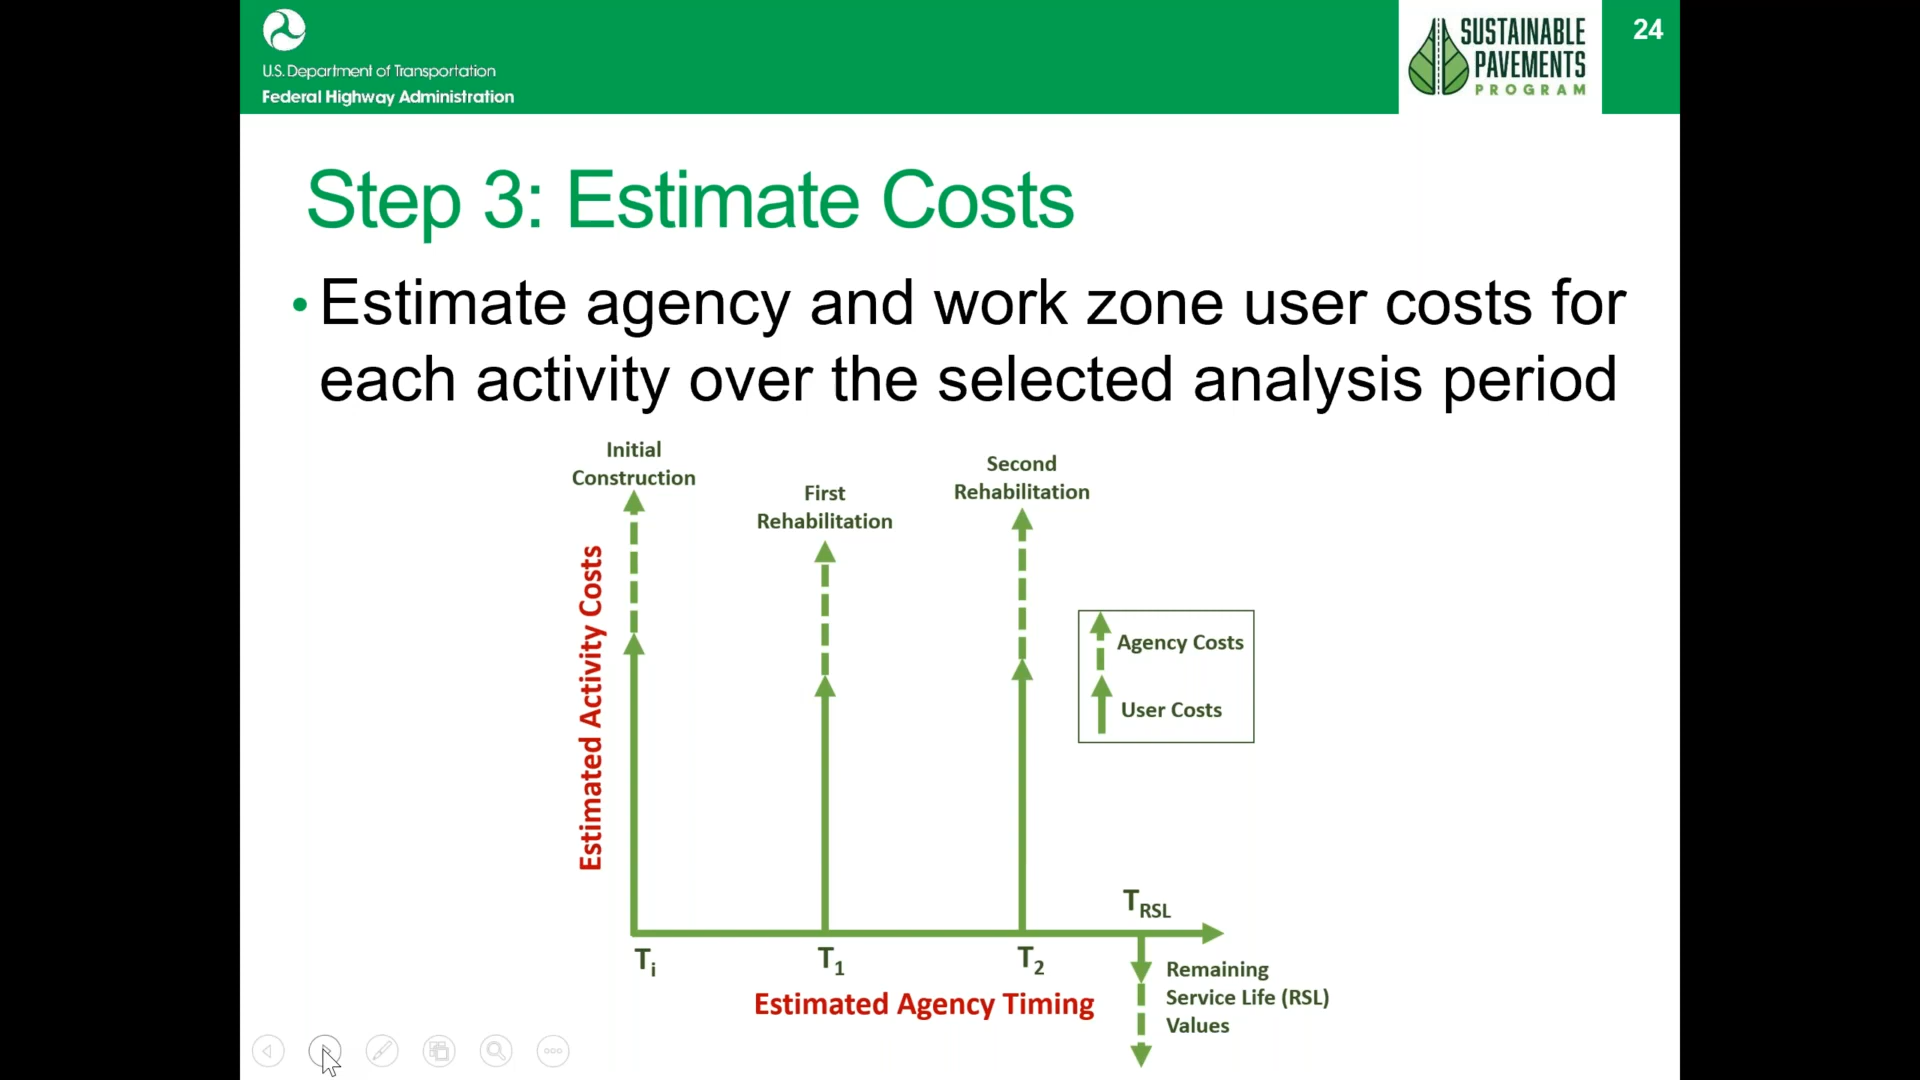 U.S. Department of Transportation
Federal Highway Administration
SUSTAINABLE
PAVEMENTS
PROGRAM
24
Step 3: Estimate Costs
• Estimate agency and work zone user costs for
each activity over the selected analysis period
Initial
Construction
First
Rehabilitation
Second
Rehabilitation
Estimated Activity Costs
Agency Costs
User Costs
TRSL
Ti
T1
T2
Estimated Agency Timing
Remaining
Service Life (RSL)
Values